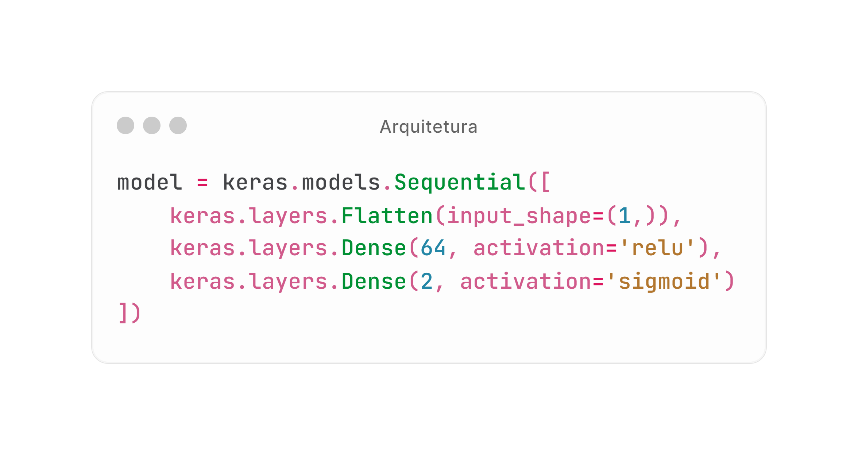 Arquitetura
model = keras.models.Sequential([
    keras.layers.Flatten(input_shape=(1,)),
    keras.layers.Dense(64, activation='relu'),
    keras.layers.Dense(2, activation='sigmoid')
])